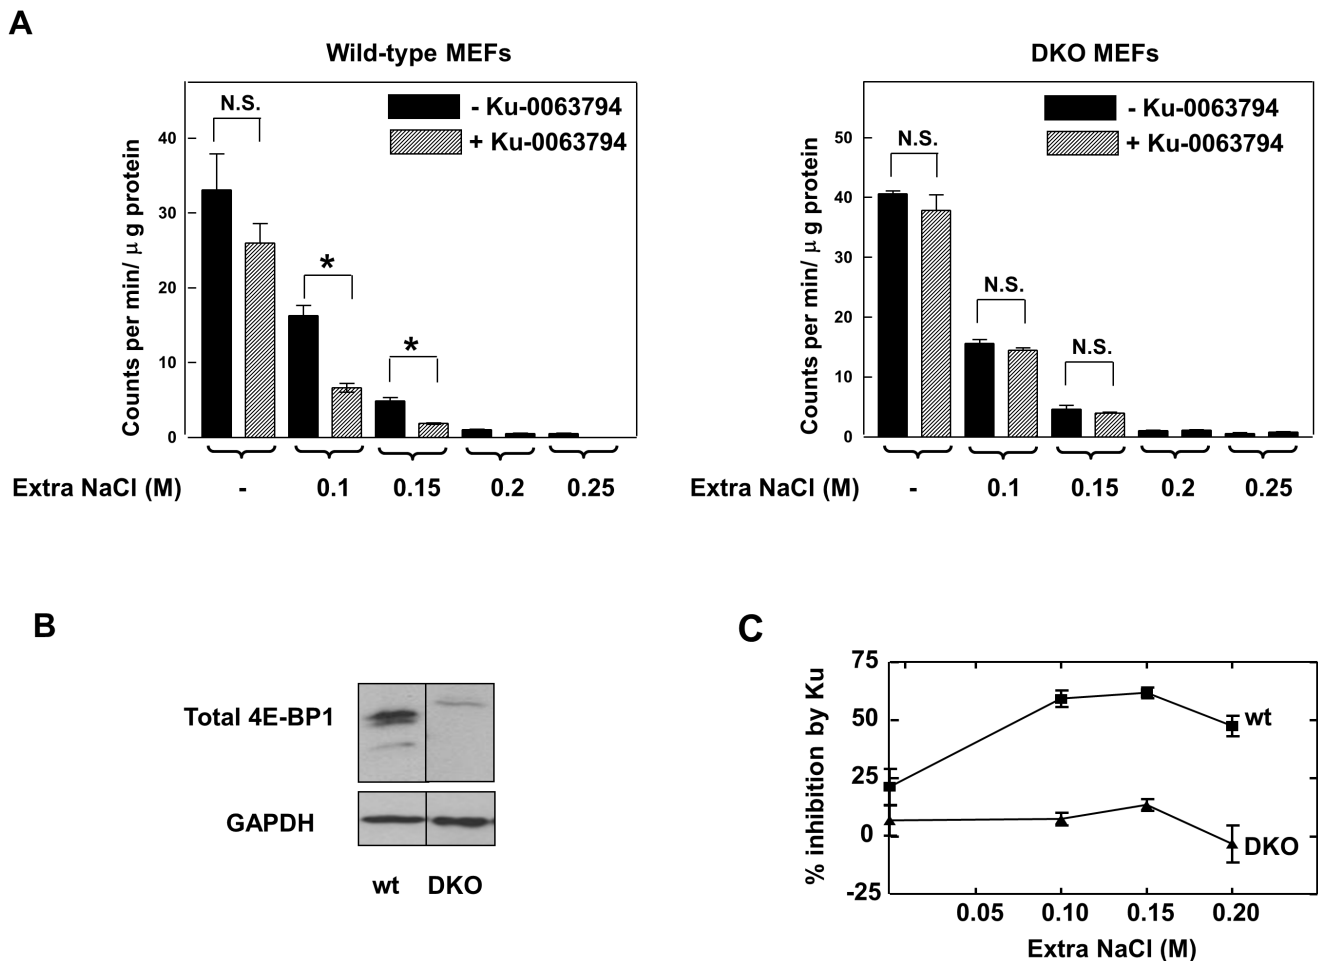 A
Wild-type MEFs
Counts per min/ μ g protein
40
30
20
10
0
N.S.
*
*
- Ku-0063794
+ Ku-0063794
Extra NaCl (M)
- 0.1 0.15 0.2 0.25
DKO MEFs
Counts per min/ μ g protein
50
40
30
20
10
0
N.S.
N.S.
N.S.
- Ku-0063794
+ Ku-0063794
Extra NaCl (M)
- 0.1 0.15 0.2 0.25
B
Total 4E-BP1
GAPDH
wt DKO
C
% inhibition by Ku
75
50
25
0
-25
wt
DKO
0.05 0.10 0.15 0.20
Extra NaCl (M)